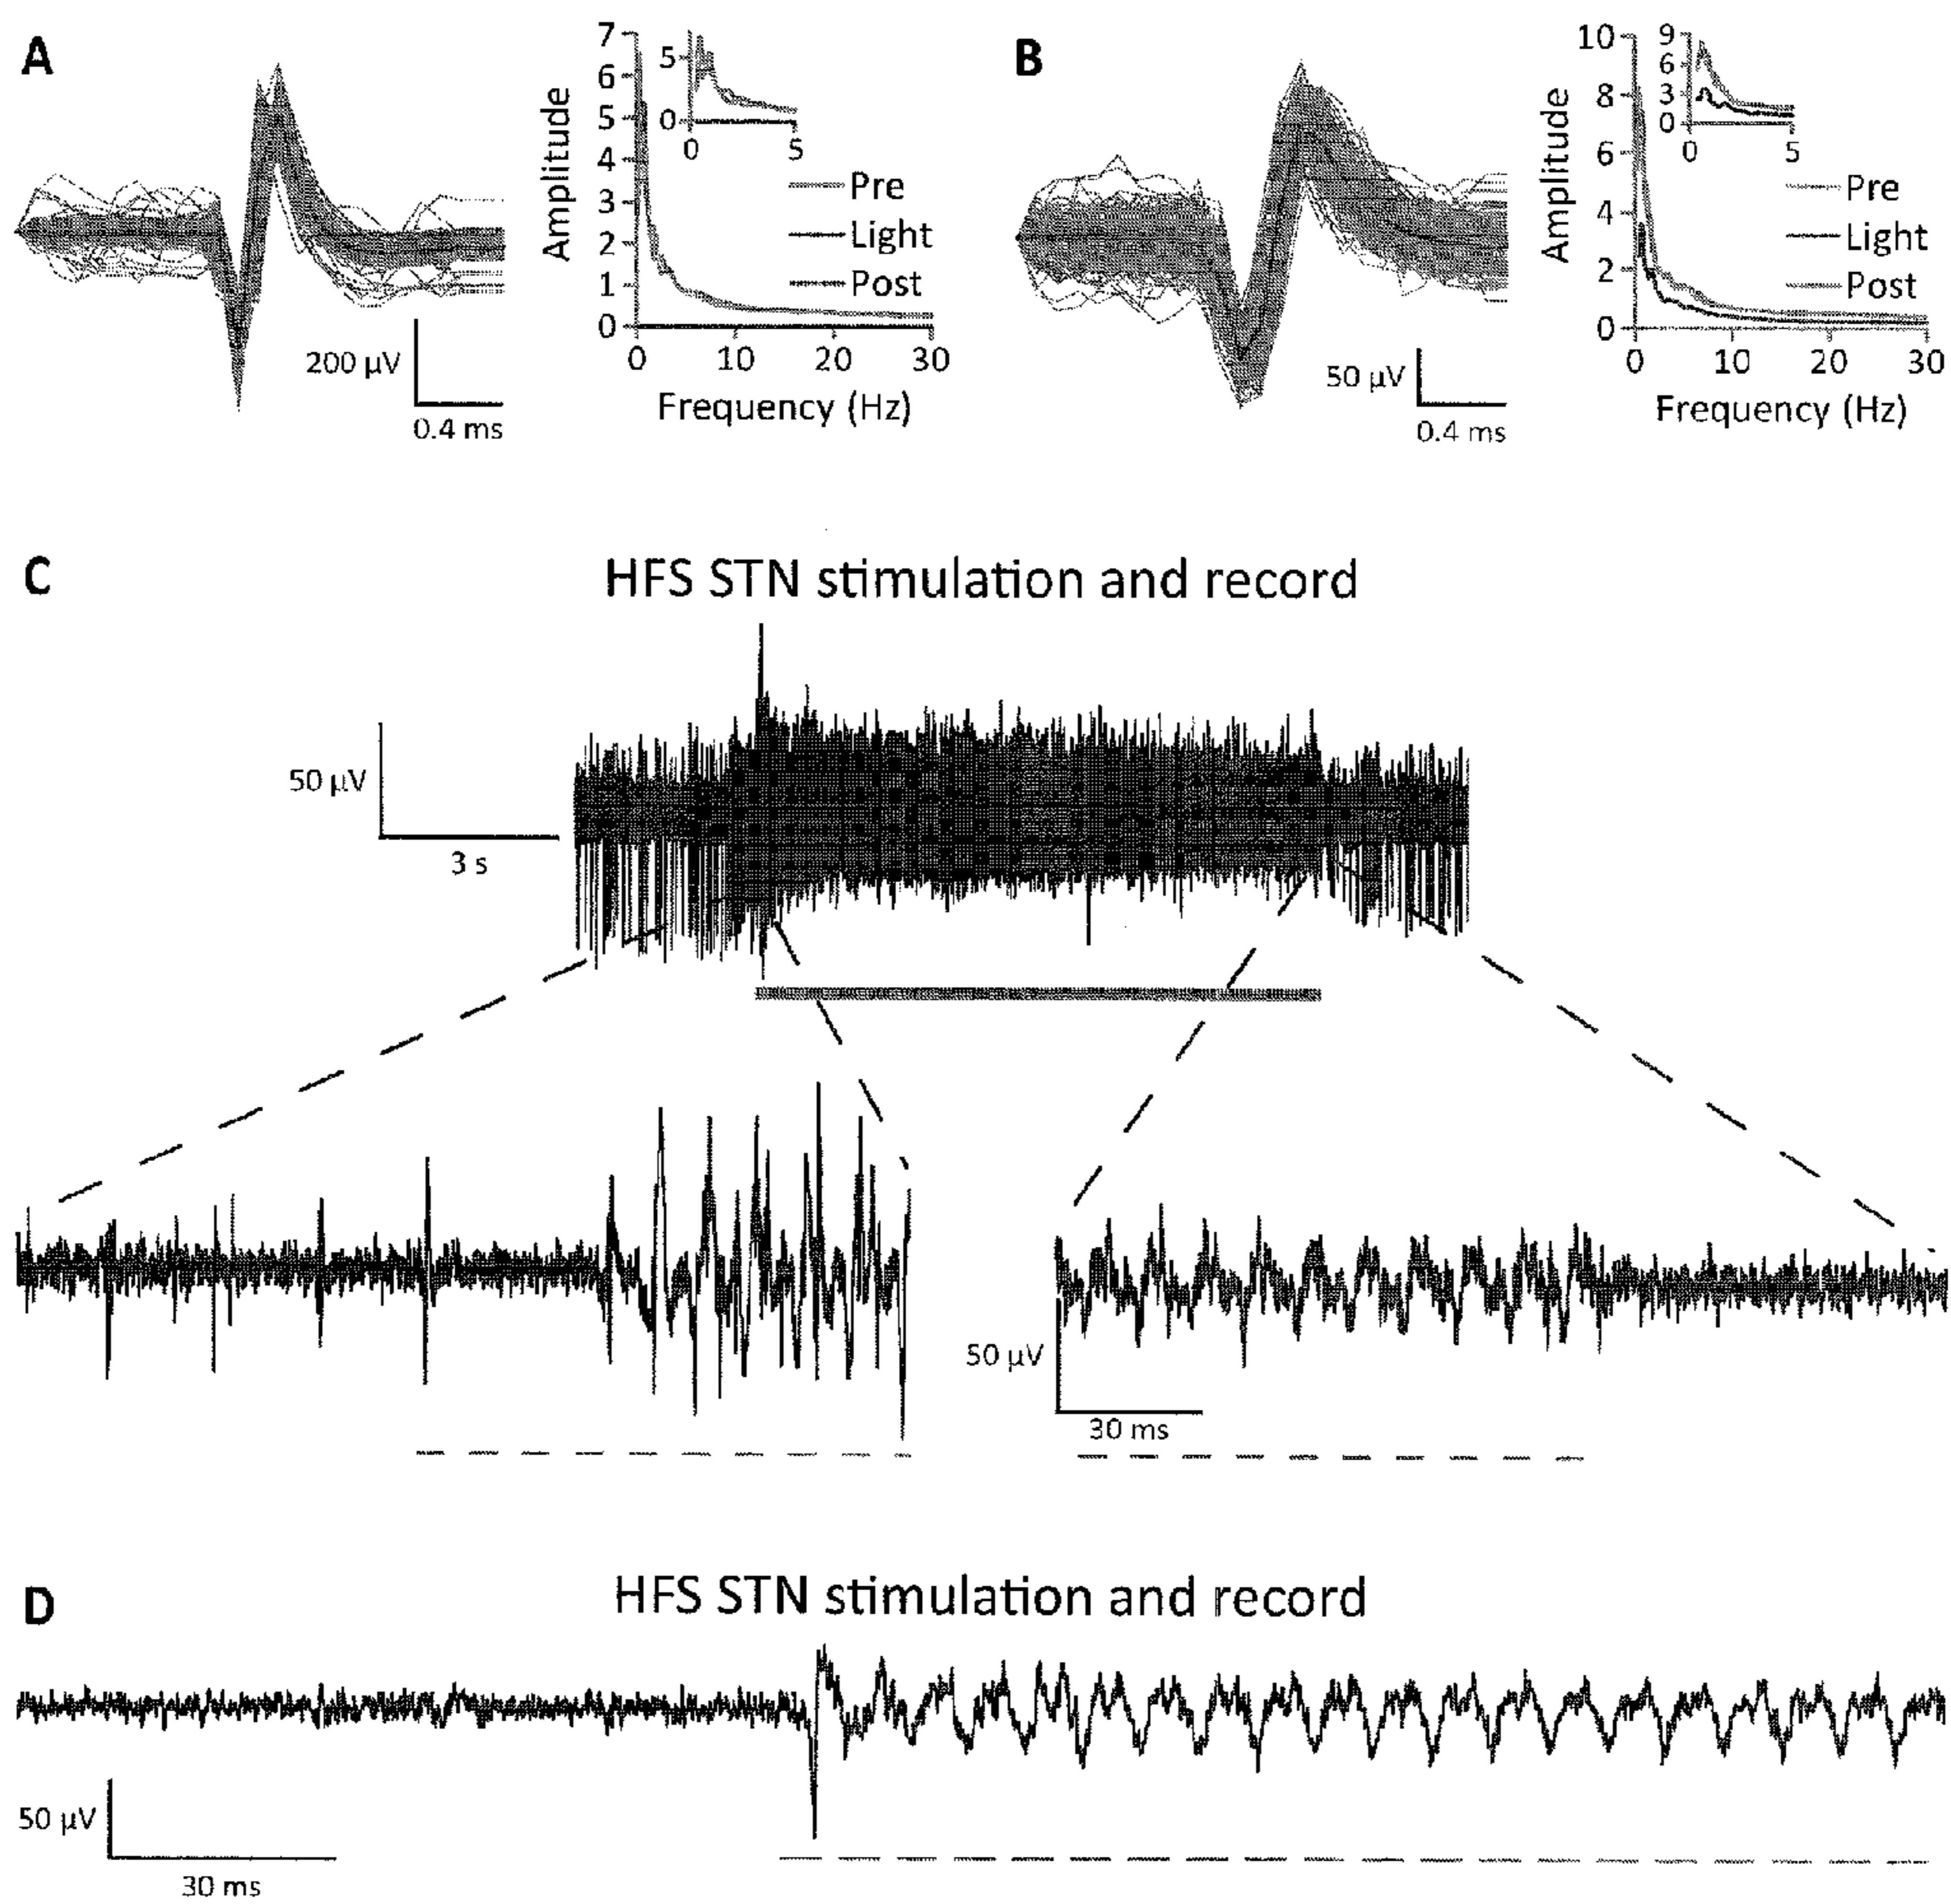 A
200 µV
0.4 ms
Amplitude
7
6
5
4
3
2
1
0
5
0
0 5
Pre
Light
Post
0 10 20 30
Frequency (Hz)
B
50 µV
0.4 ms
Amplitude
10
8
6
4
2
0
9
6
3
0
0 5
Pre
Light
Post
0 10 20 30
Frequency (Hz)
C
HFS STN stimulation and record
50 µV
3 s
50 µV
30 ms
D
HFS STN stimulation and record
50 µV
30 ms